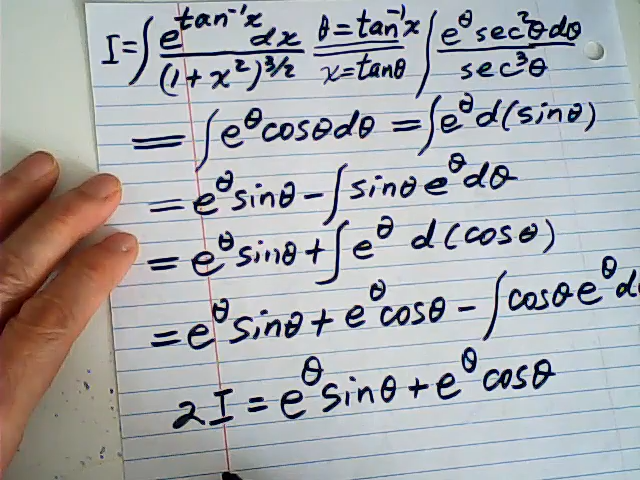 I = ∫ e^(tan⁻¹x) dx / (1 + x²)^(3/2) θ = tan⁻¹x / x = tanθ ∫ e^θ sec²θ dθ / sec³θ
= ∫ e^θ cosθ dθ = ∫ e^θ d(sinθ)
= e^θ sinθ - ∫ sinθ e^θ dθ
= e^θ sinθ + ∫ e^θ d(cosθ)
= e^θ sinθ + e^θ cosθ - ∫ cosθ e^θ d
2I = e^θ sinθ + e^θ cosθ